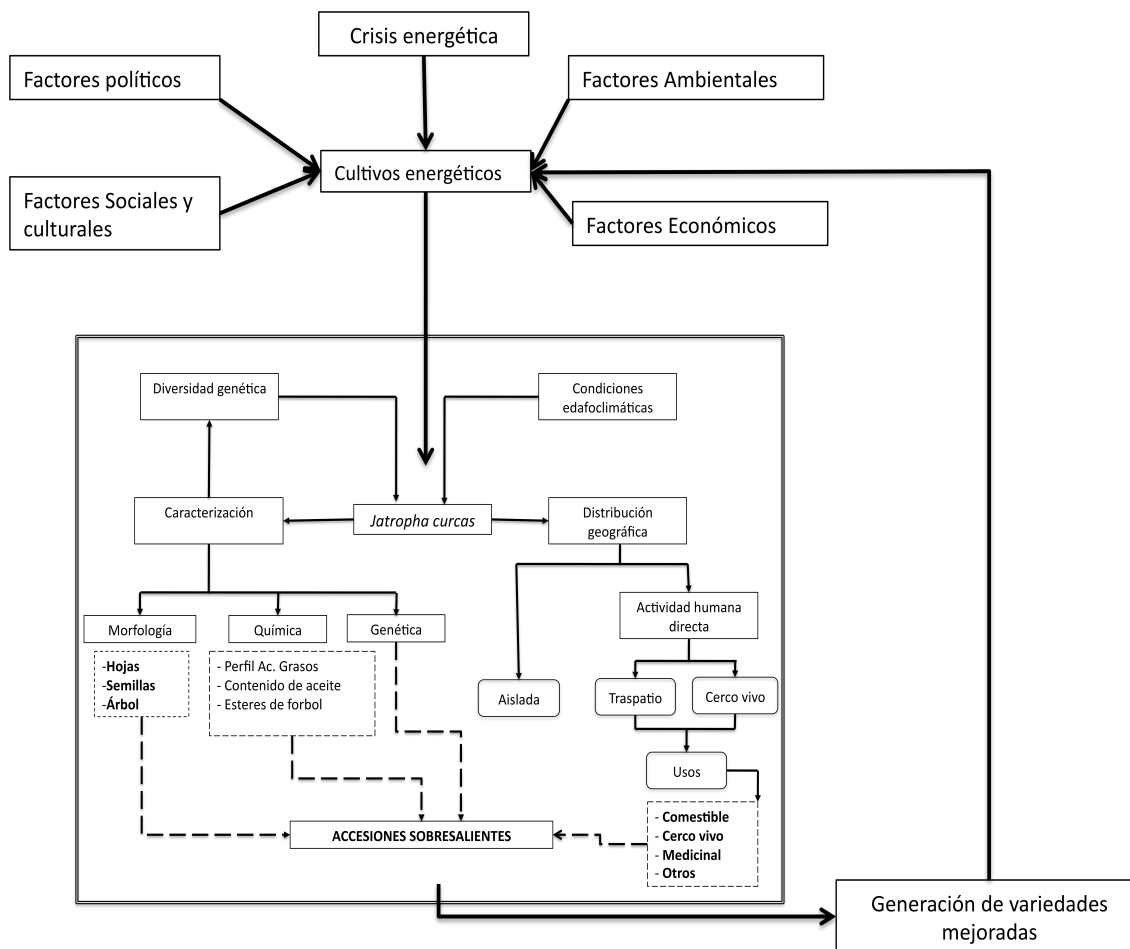 Crisis energética
Factores políticos
Factores Ambientales
Cultivos energéticos
Factores Sociales y
culturales
Factores Económicos
Diversidad genética
Condiciones
edafoclimáticas
Caracterización
Jatropha curcas
Distribución
geográfica
Morfología
Química
Genética
Actividad humana
directa
-Hojas
-Semillas
-Árbol
- Perfil Ac. Grasos
- Contenido de aceite
- Esteres de forbol
Aislada
Traspatio
Cerco vivo
Usos
- Comestible
- Cerco vivo
- Medicinal
- Otros
ACCESIONES SOBRESALIENTES
Generación de variedades
mejoradas